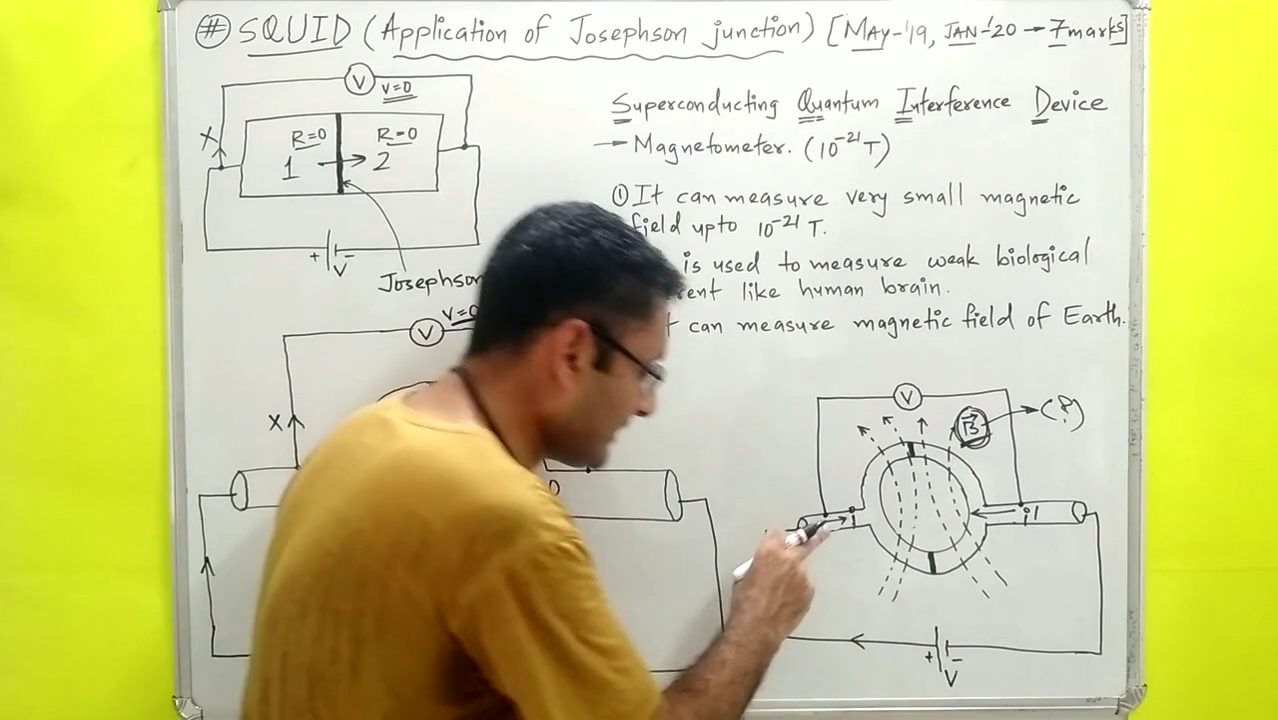 # SQUID (Application of Josephson junction) [MAY-'19, JAN-'20 → 7marks]
V
V=0
X
R=0 R=0
1 → 2
+ -
V
Josephson
Superconducting Quantum Interference Device
→ Magnetometer. (10⁻²¹T)
① It can measure very small magnetic
field upto 10⁻²¹ T.
is used to measure weak biological
like human brain.
can measure magnetic field of Earth.
V=0
V
X
V
B → (?)
i i'
+ -
V